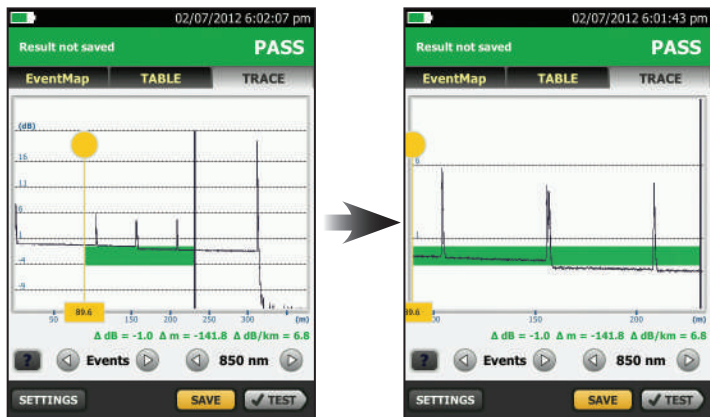 02/07/2012 6:02:07 pm
Result not saved PASS
EventMap TABLE TRACE
(dB)
16
11
6
1
-4
-9
50 89.6 150 200 250 300 (m)
Δ dB = -1.0 Δ m = -141.8 Δ dB/km = 6.8
? Events 850 nm
SETTINGS SAVE ✓ TEST
02/07/2012 6:01:43 pm
Result not saved PASS
EventMap TABLE TRACE
6
1
89.6 150 200
Δ dB = -1.0 Δ m = -141.8 Δ dB/km = 6.8
? Events 850 nm
SETTINGS SAVE ✓ TEST